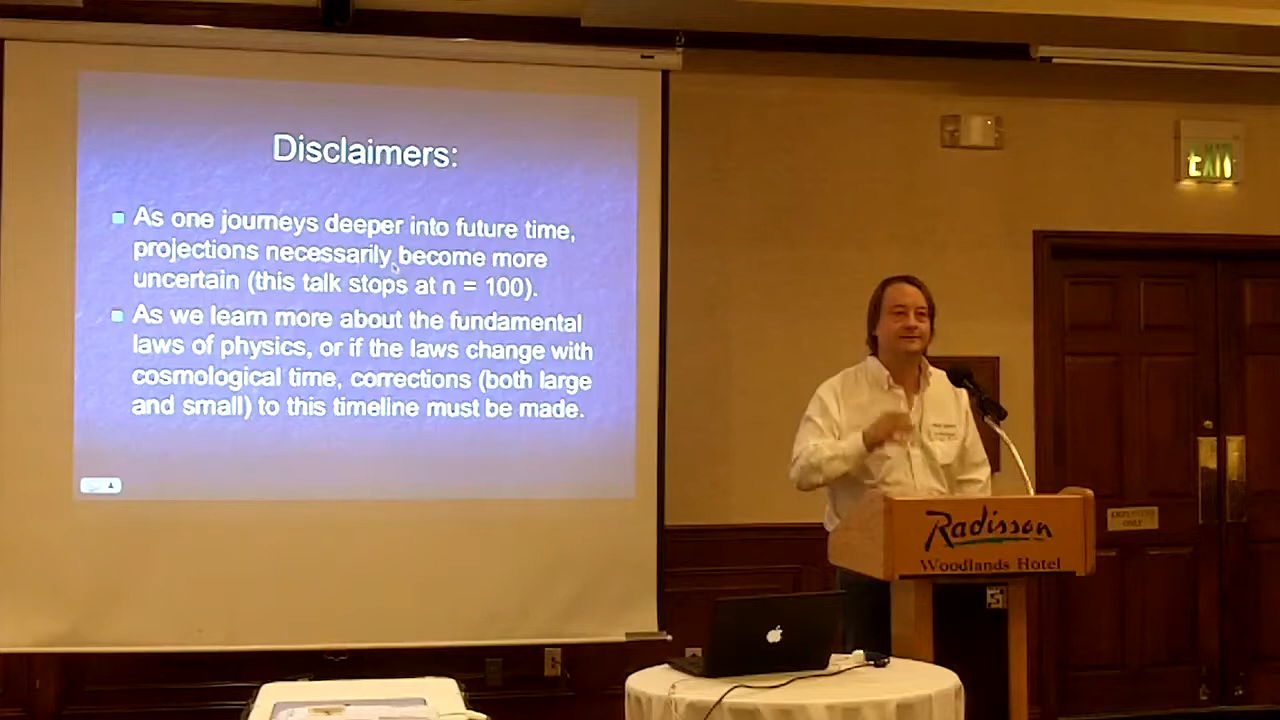 Disclaimers:
As one journeys deeper into future time,
projections necessarily become more
uncertain (this talk stops at n = 100).
As we learn more about the fundamental
laws of physics, or if the laws change with
cosmological time, corrections (both large
and small) to this timeline must be made.
EXIT
EMPLOYEES
ONLY
Radisson
Woodlands Hotel